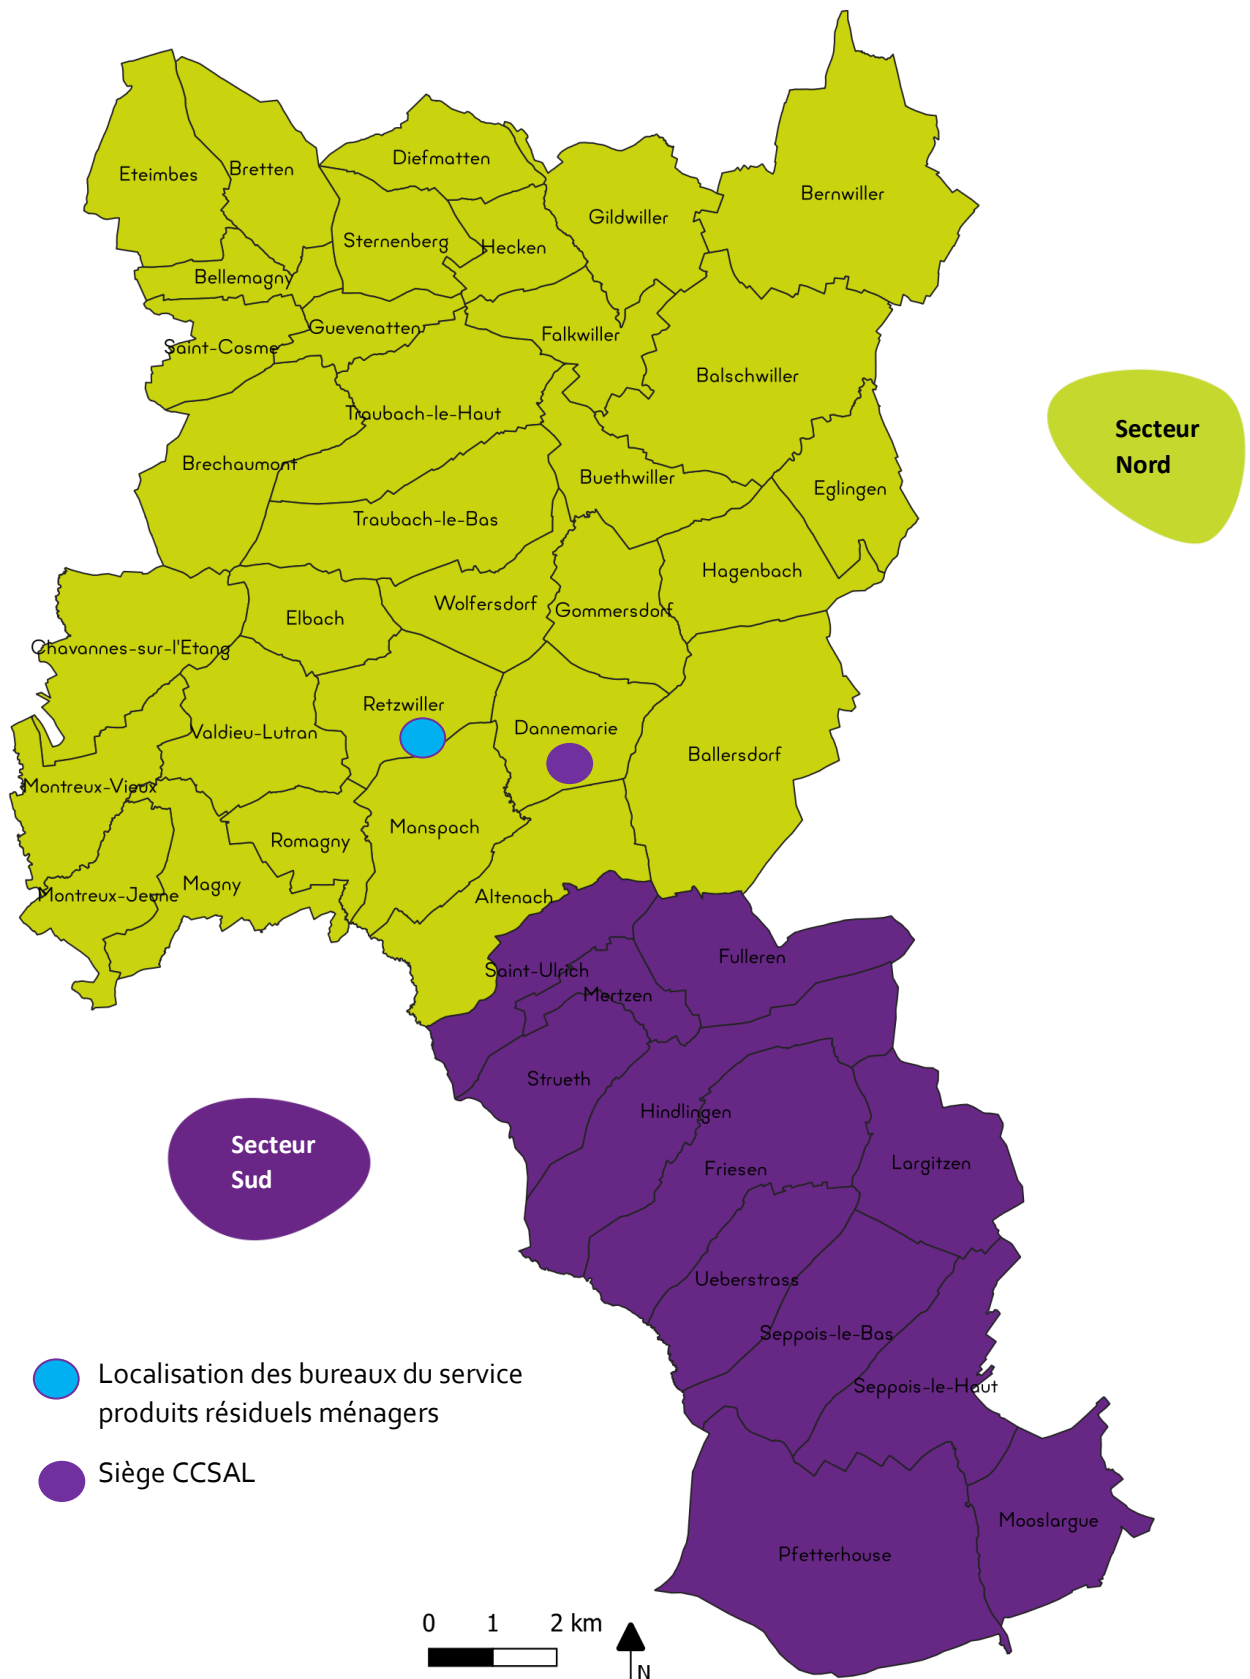 Eteimbes
Bretten
Diefmatten
Bernwiller
Gildwiller
Sternenberg
Hecken
Bellemagny
Guevenatten
Falkwiller
Saint-Cosme
Balschwiller
Traubach-le-Haut
Secteur
Nord
Brechaumont
Buethwiller
Eglingen
Traubach-le-Bas
Hagenbach
Wolfersdorf
Gommersdorf
Elbach
Chavannes-sur-l'Etang
Retzwiller
Dannemarie
Valdieu-Lutran
Ballersdorf
Montreux-Vieux
Manspach
Romagny
Magny
Montreux-Jeune
Altenach
Fulleren
Saint-Ulrich
Mertzen
Strueth
Hindlingen
Secteur
Sud
Friesen
Largitzen
Ueberstrass
Seppois-le-Bas
Seppois-le-Haut
Localisation des bureaux du service
produits résiduels ménagers
Siège CCSAL
Mooslargue
Pfetterhouse
0 1 2 km
N